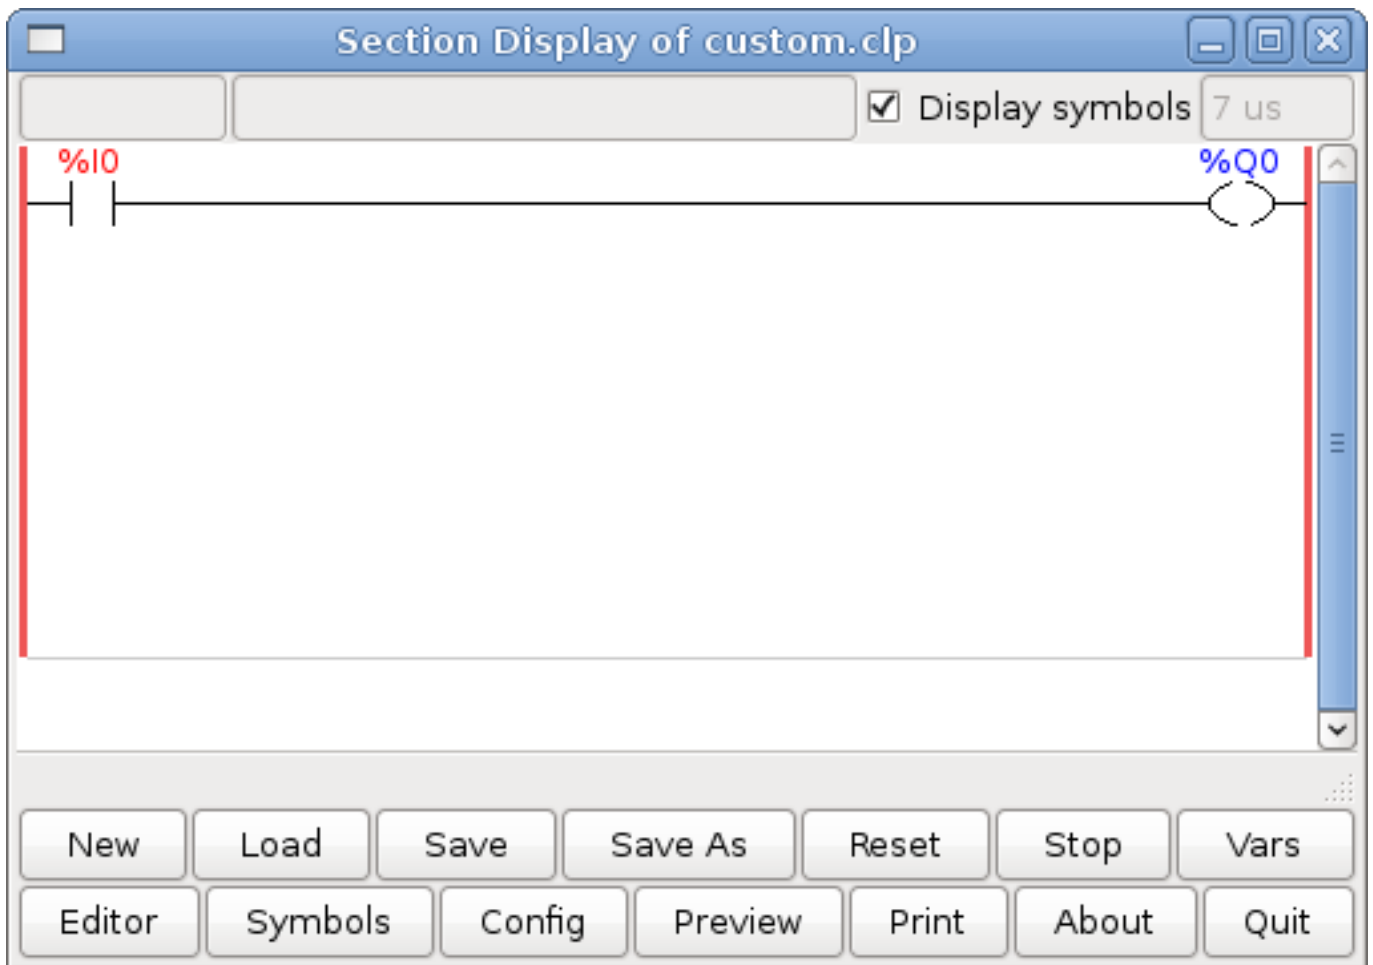 Section Display of custom.clp
Display symbols 7 us
%I0 %Q0
New Load Save Save As Reset Stop Vars
Editor Symbols Config Preview Print About Quit